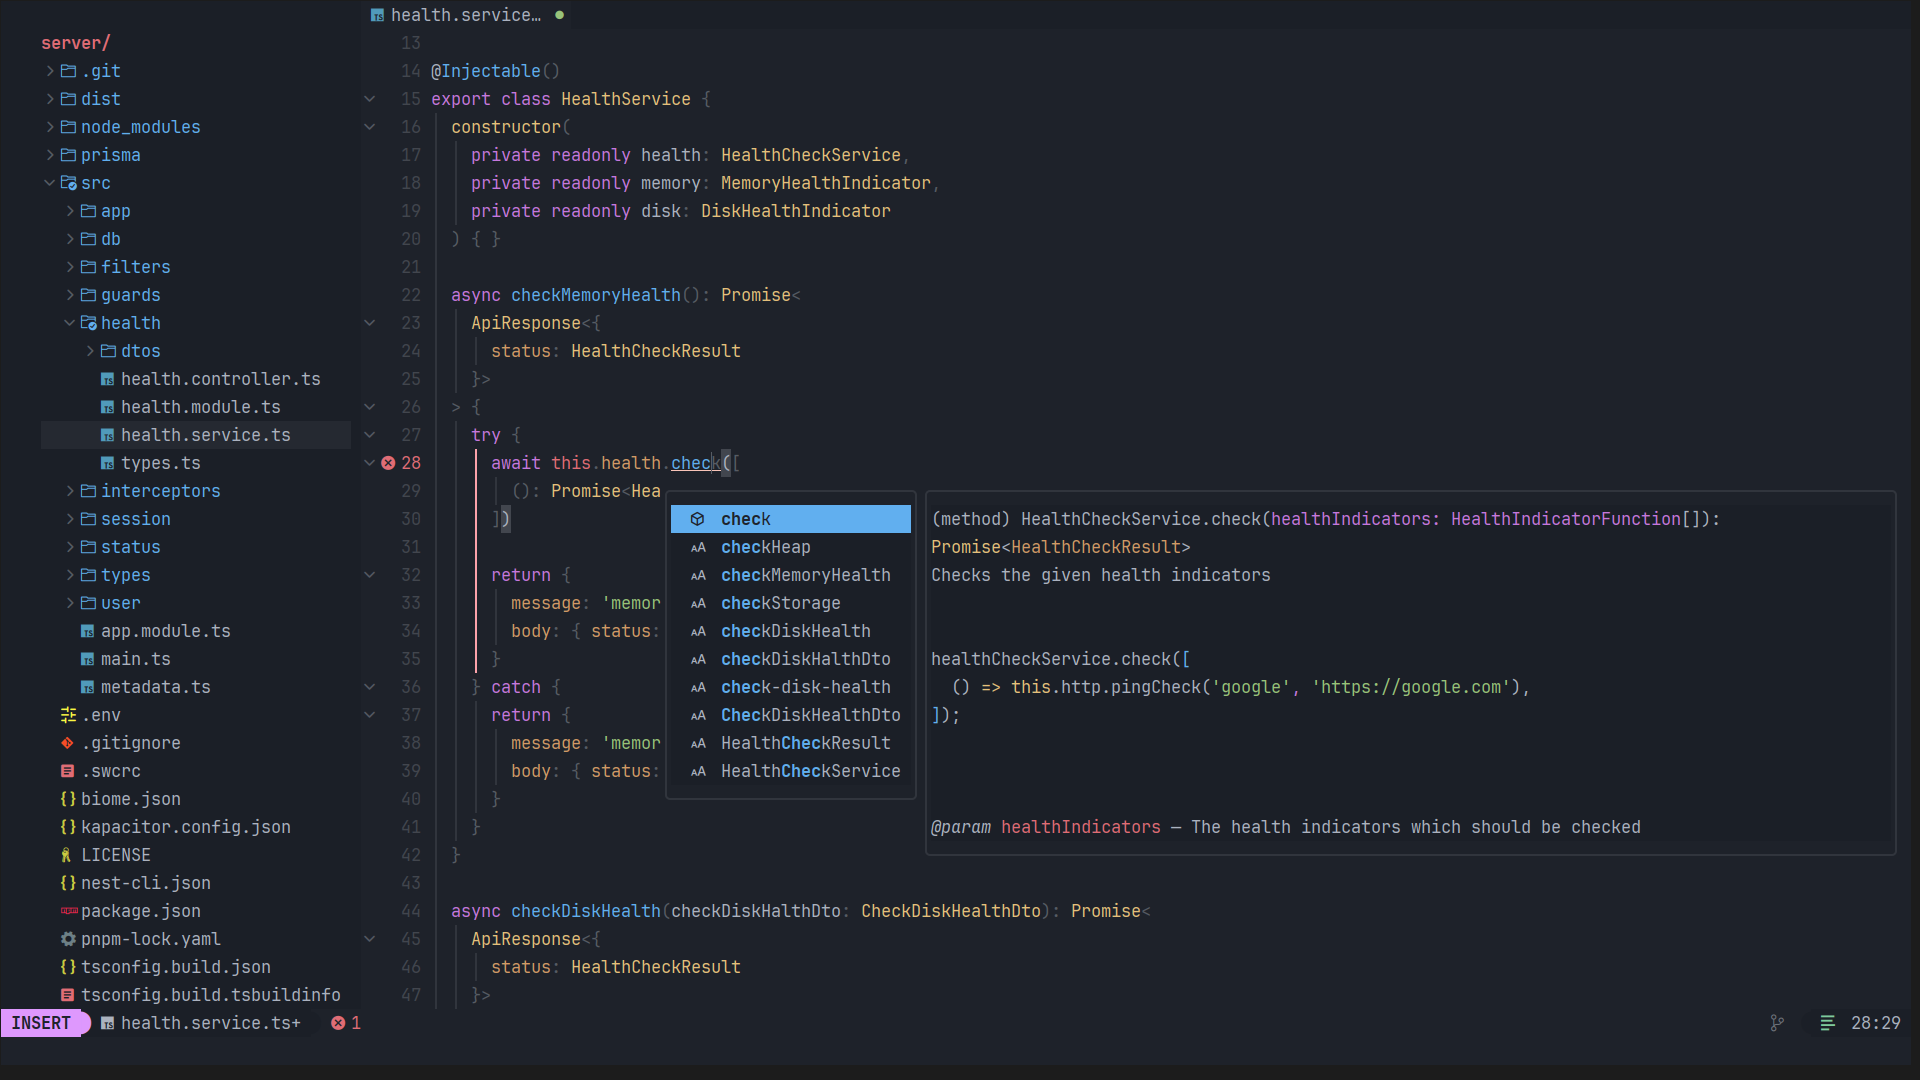 health.service…
server/
.git
dist
node_modules
prisma
src
app
db
filters
guards
health
dtos
health.controller.ts
health.module.ts
health.service.ts
types.ts
interceptors
session
status
types
user
app.module.ts
main.ts
metadata.ts
.env
.gitignore
.swcrc
biome.json
kapacitor.config.json
LICENSE
nest-cli.json
package.json
pnpm-lock.yaml
tsconfig.build.json
tsconfig.build.tsbuildinfo
13
14 @Injectable()
15 export class HealthService {
16 constructor(
17 private readonly health: HealthCheckService,
18 private readonly memory: MemoryHealthIndicator,
19 private readonly disk: DiskHealthIndicator
20 ) { }
21
22 async checkMemoryHealth(): Promise<
23 ApiResponse<{
24 status: HealthCheckResult
25 }>
26 > {
27 try {
28 await this.health.check([
29 (): Promise<Hea
30 ])
31
32 return {
33 message: 'memor
34 body: { status:
35 }
36 } catch {
37 return {
38 message: 'memor
39 body: { status:
40 }
41 }
42 }
43
44 async checkDiskHealth(checkDiskHalthDto: CheckDiskHealthDto): Promise<
45 ApiResponse<{
46 status: HealthCheckResult
47 }>
check
checkHeap
checkMemoryHealth
checkStorage
checkDiskHealth
checkDiskHalthDto
check-disk-health
CheckDiskHealthDto
HealthCheckResult
HealthCheckService
(method) HealthCheckService.check(healthIndicators: HealthIndicatorFunction[]):
Promise<HealthCheckResult>
Checks the given health indicators
healthCheckService.check([
() => this.http.pingCheck('google', 'https://google.com'),
]);
@param healthIndicators — The health indicators which should be checked
INSERT health.service.ts+ 1 28:29